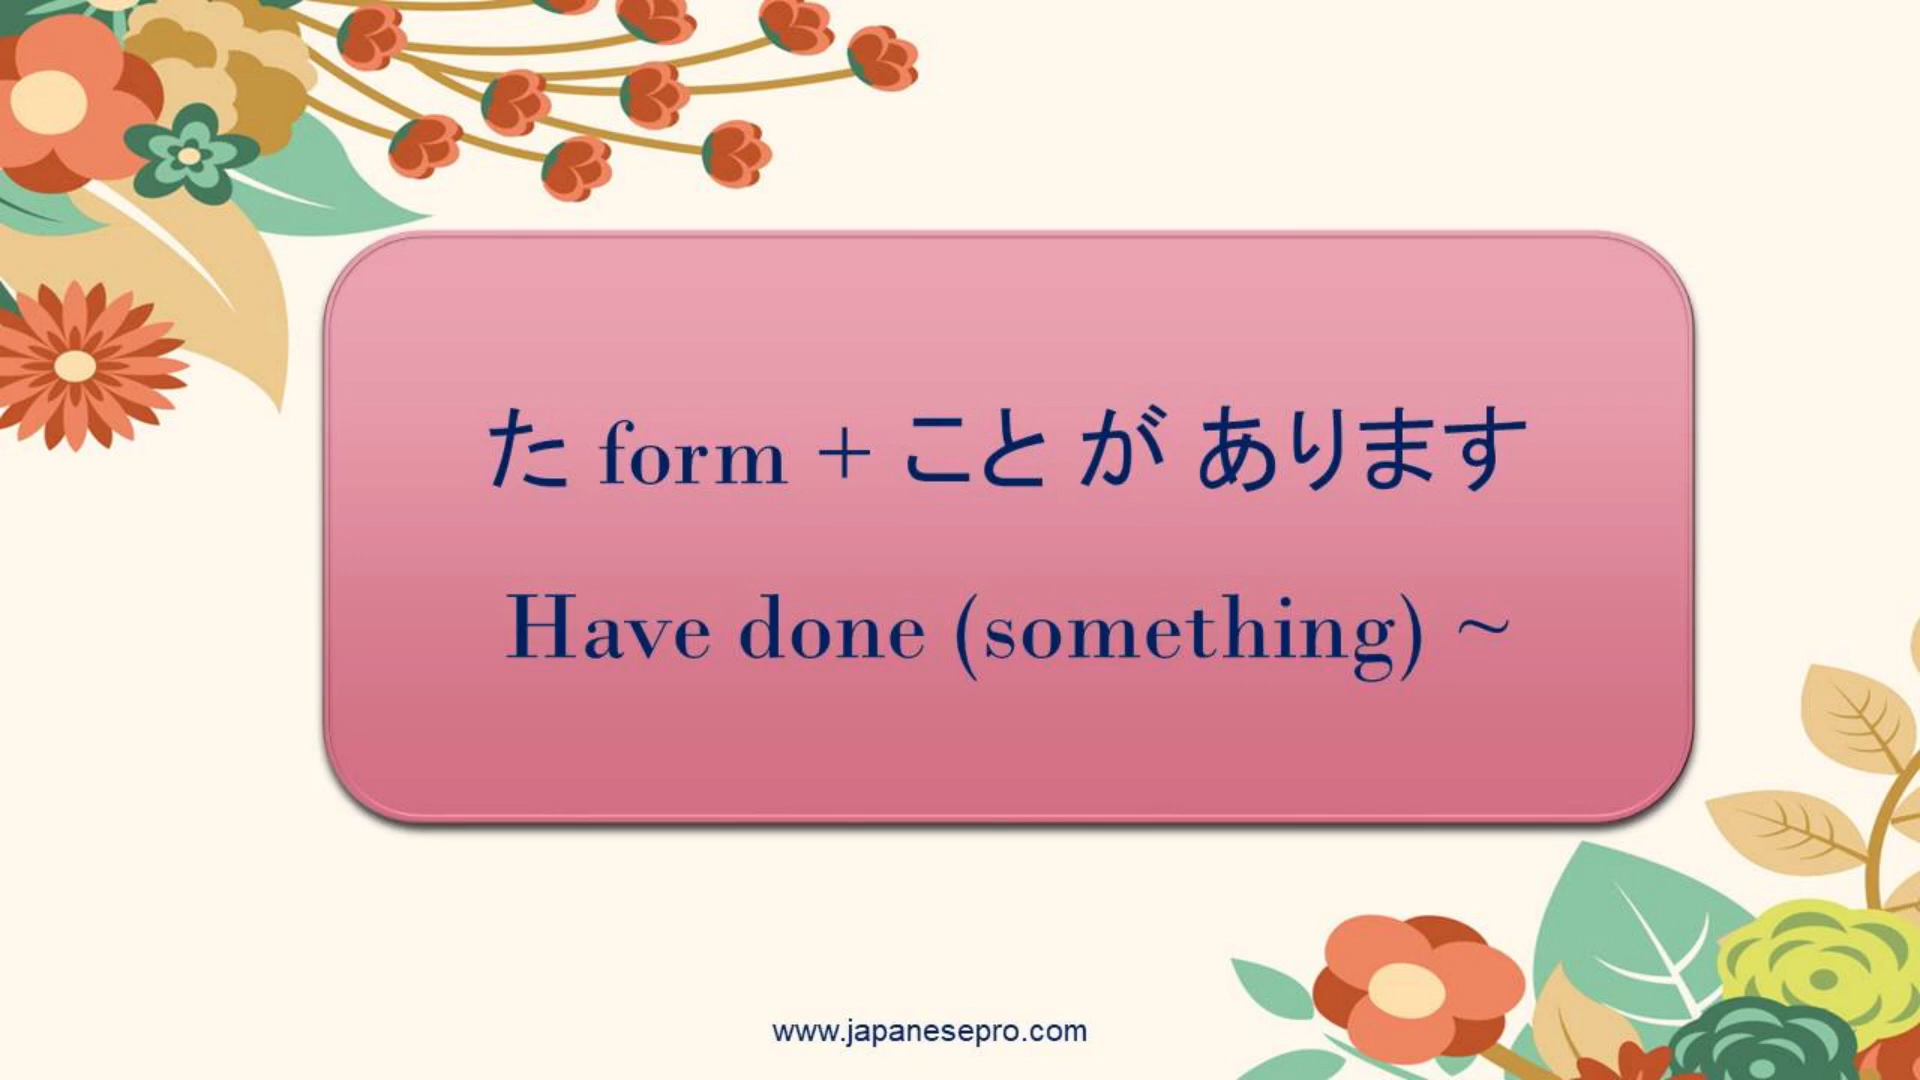 た form + こと が あります
Have done (something) ~
www.japanesepro.com